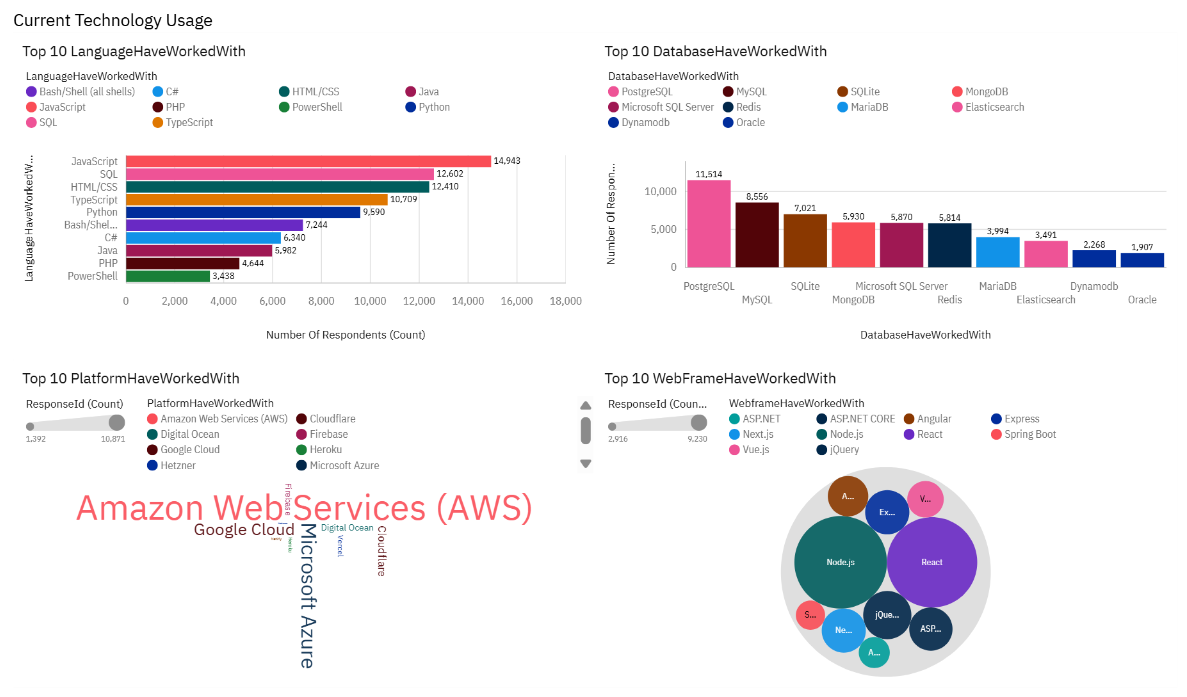 Current Technology Usage
Top 10 LanguageHaveWorkedWith
LanguageHaveWorkedWith
Bash/Shell (all shells) C# HTML/CSS Java
JavaScript PHP PowerShell Python
SQL TypeScript
LanguageHaveWorkedW...
JavaScript 14,943
SQL 12,602
HTML/CSS 12,410
TypeScript 10,709
Python 9,590
Bash/Shel... 7,244
C# 6,340
Java 5,982
PHP 4,644
PowerShell 3,438
0 2,000 4,000 6,000 8,000 10,000 12,000 14,000 16,000 18,000
Number Of Respondents (Count)
Top 10 DatabaseHaveWorkedWith
DatabaseHaveWorkedWith
PostgreSQL MySQL SQLite MongoDB
Microsoft SQL Server Redis MariaDB Elasticsearch
Dynamodb Oracle
Number Of Respon...
10,000
5,000
0
11,514 8,556 7,021 5,930 5,870 5,814 3,994 3,491 2,268 1,907
PostgreSQL SQLite Microsoft SQL Server MariaDB Dynamodb
MySQL MongoDB Redis Elasticsearch Oracle
DatabaseHaveWorkedWith
Top 10 PlatformHaveWorkedWith
ResponseId (Count)
1,392 10,871
PlatformHaveWorkedWith
Amazon Web Services (AWS) Cloudflare
Digital Ocean Firebase
Google Cloud Heroku
Hetzner Microsoft Azure
Firebase
Amazon Web Services (AWS)
Google Cloud
Digital Ocean
Microsoft Azure
Vercel
Cloudflare
Top 10 WebFrameHaveWorkedWith
ResponseId (Coun...
2,916 9,230
WebframeHaveWorkedWith
ASP.NET ASP.NET CORE Angular Express
Next.js Node.js React Spring Boot
Vue.js jQuery
A...
Ex...
V...
Node.js
React
S...
Ne...
jQue...
ASP...
A...